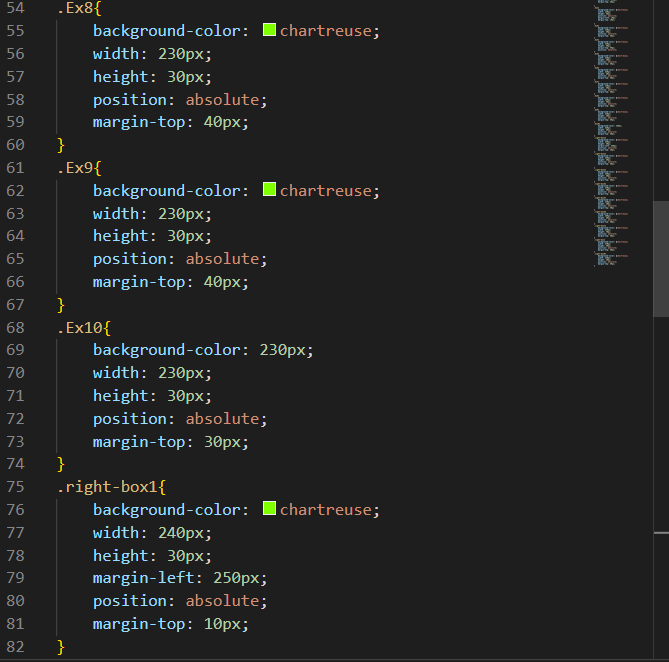 54 .Ex8{
55 background-color: chartreuse;
56 width: 230px;
57 height: 30px;
58 position: absolute;
59 margin-top: 40px;
60 }
61 .Ex9{
62 background-color: chartreuse;
63 width: 230px;
64 height: 30px;
65 position: absolute;
66 margin-top: 40px;
67 }
68 .Ex10{
69 background-color: 230px;
70 width: 230px;
71 height: 30px;
72 position: absolute;
73 margin-top: 30px;
74 }
75 .right-box1{
76 background-color: chartreuse;
77 width: 240px;
78 height: 30px;
79 margin-left: 250px;
80 position: absolute;
81 margin-top: 10px;
82 }